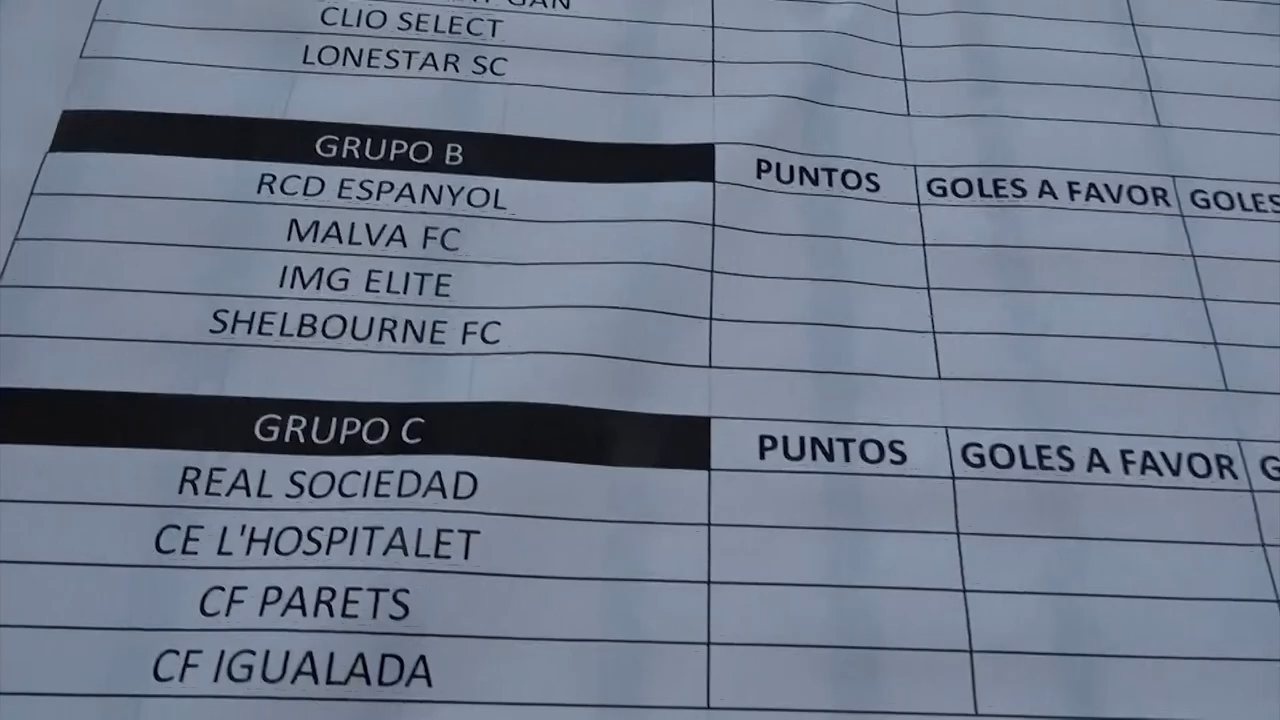 CLIO SELECT
LONESTAR SC
GRUPO B PUNTOS GOLES A FAVOR GOLES
RCD ESPANYOL
MALVA FC
IMG ELITE
SHELBOURNE FC
GRUPO C PUNTOS GOLES A FAVOR G
REAL SOCIEDAD
CE L'HOSPITALET
CF PARETS
CF IGUALADA